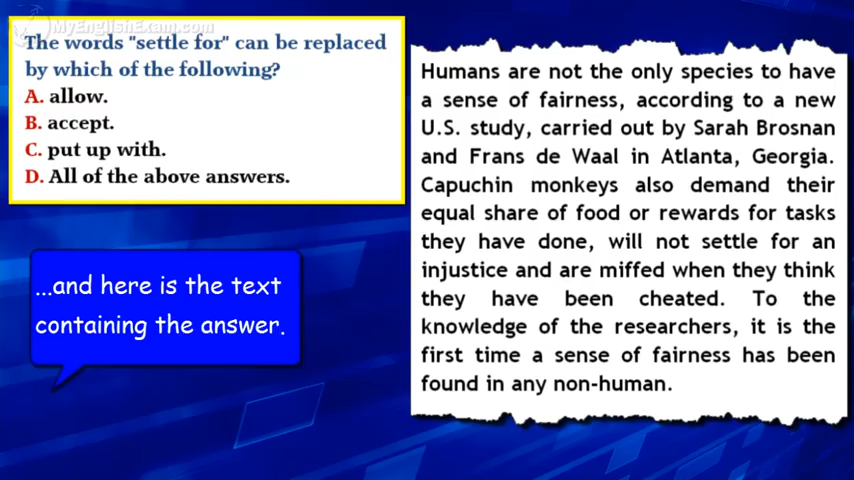 MyEnglishExam.com
The words "settle for" can be replaced
by which of the following?
A. allow.
B. accept.
C. put up with.
D. All of the above answers.
...and here is the text
containing the answer.
Humans are not the only species to have
a sense of fairness, according to a new
U.S. study, carried out by Sarah Brosnan
and Frans de Waal in Atlanta, Georgia.
Capuchin monkeys also demand their
equal share of food or rewards for tasks
they have done, will not settle for an
injustice and are miffed when they think
they have been cheated. To the
knowledge of the researchers, it is the
first time a sense of fairness has been
found in any non-human.